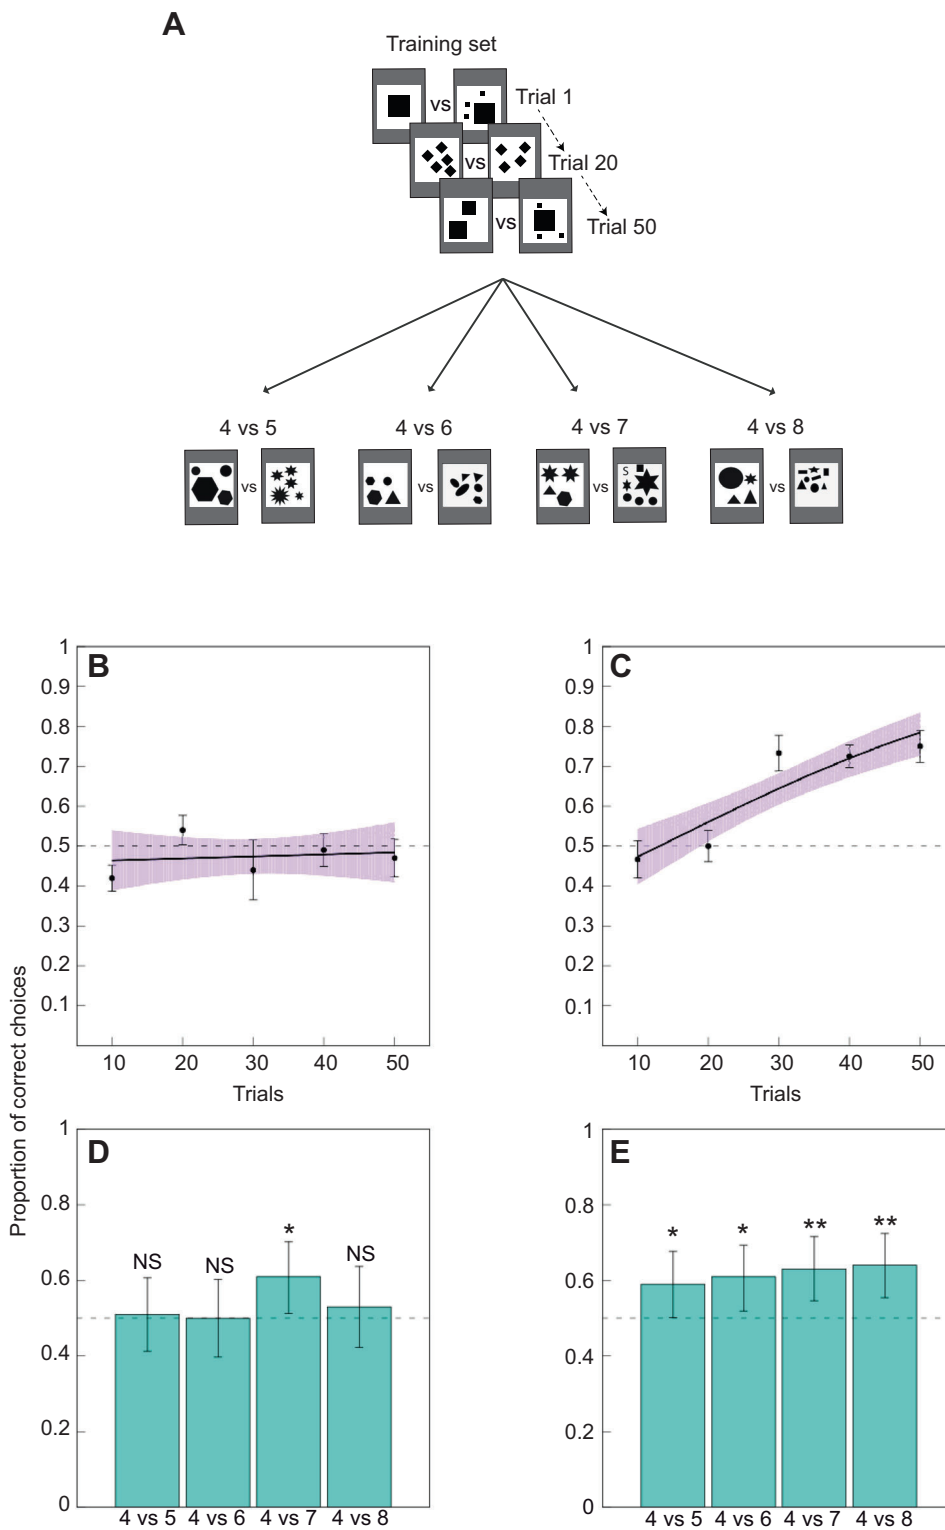 A
Training set
vs
Trial 1
vs
Trial 20
vs
Trial 50
4 vs 5
4 vs 6
4 vs 7
4 vs 8
vs
vs
S
vs
vs
B
1
0.9
0.8
0.7
0.6
0.5
0.4
0.3
0.2
0.1
10 20 30 40 50
Trials
C
1
0.9
0.8
0.7
0.6
0.5
0.4
0.3
0.2
0.1
10 20 30 40 50
Trials
Proportion of correct choices
D
1
0.8
0.6
0.4
0.2
0
NS
NS
*
NS
4 vs 5 4 vs 6 4 vs 7 4 vs 8
E
1
0.8
0.6
0.4
0.2
0
*
*
**
**
4 vs 5 4 vs 6 4 vs 7 4 vs 8